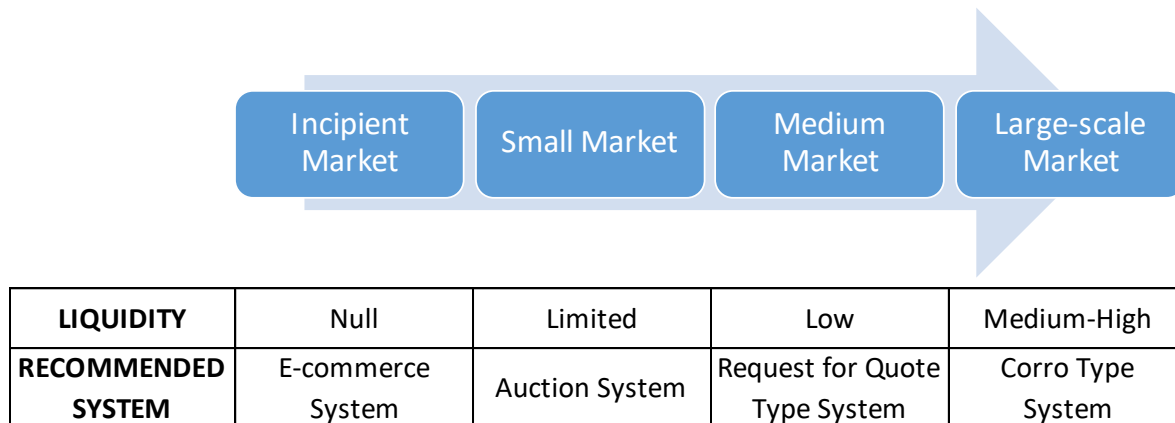 Incipient
Market
Small Market
Medium
Market
Large-scale
Market
LIQUIDITY
Null
Limited
Low
Medium-High
RECOMMENDED
SYSTEM
E-commerce
System
Auction System
Request for Quote
Type System
Corro Type
System